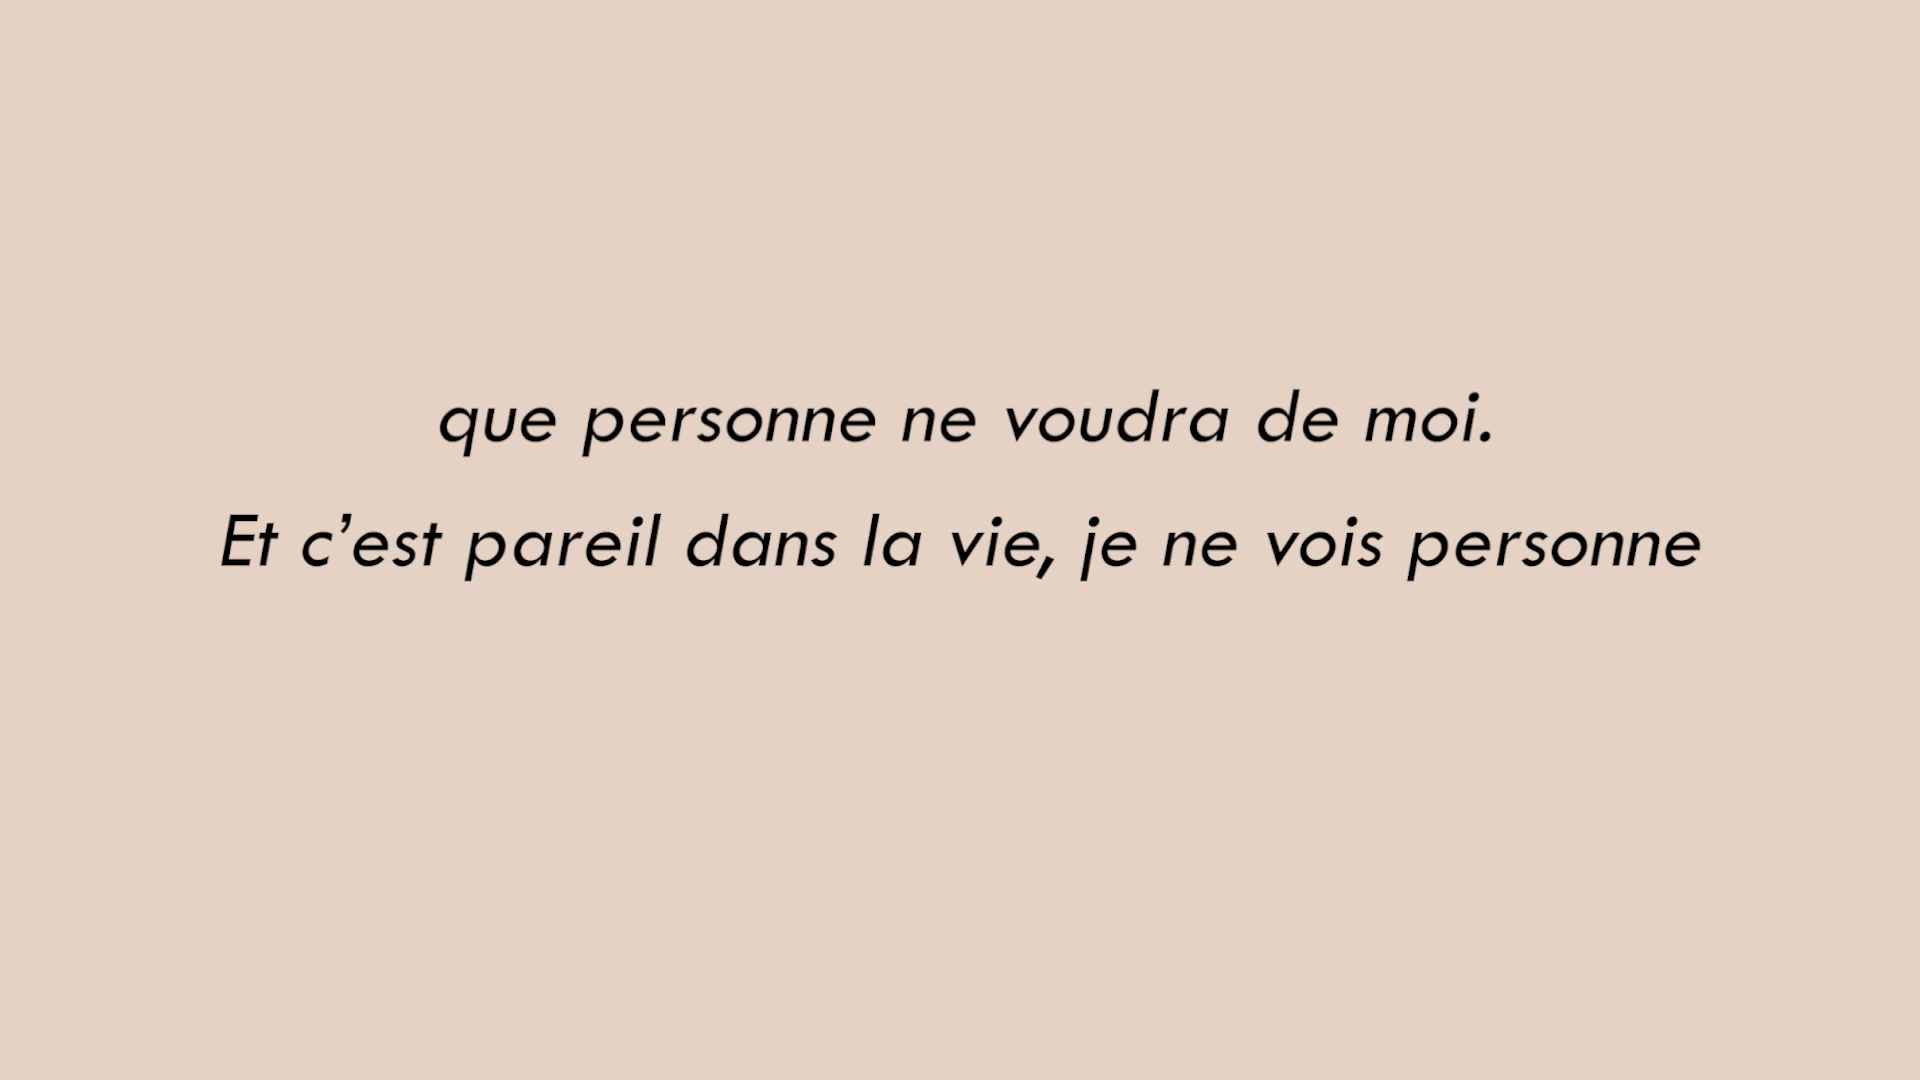 que personne ne voudra de moi.
Et c’est pareil dans la vie, je ne vois personne